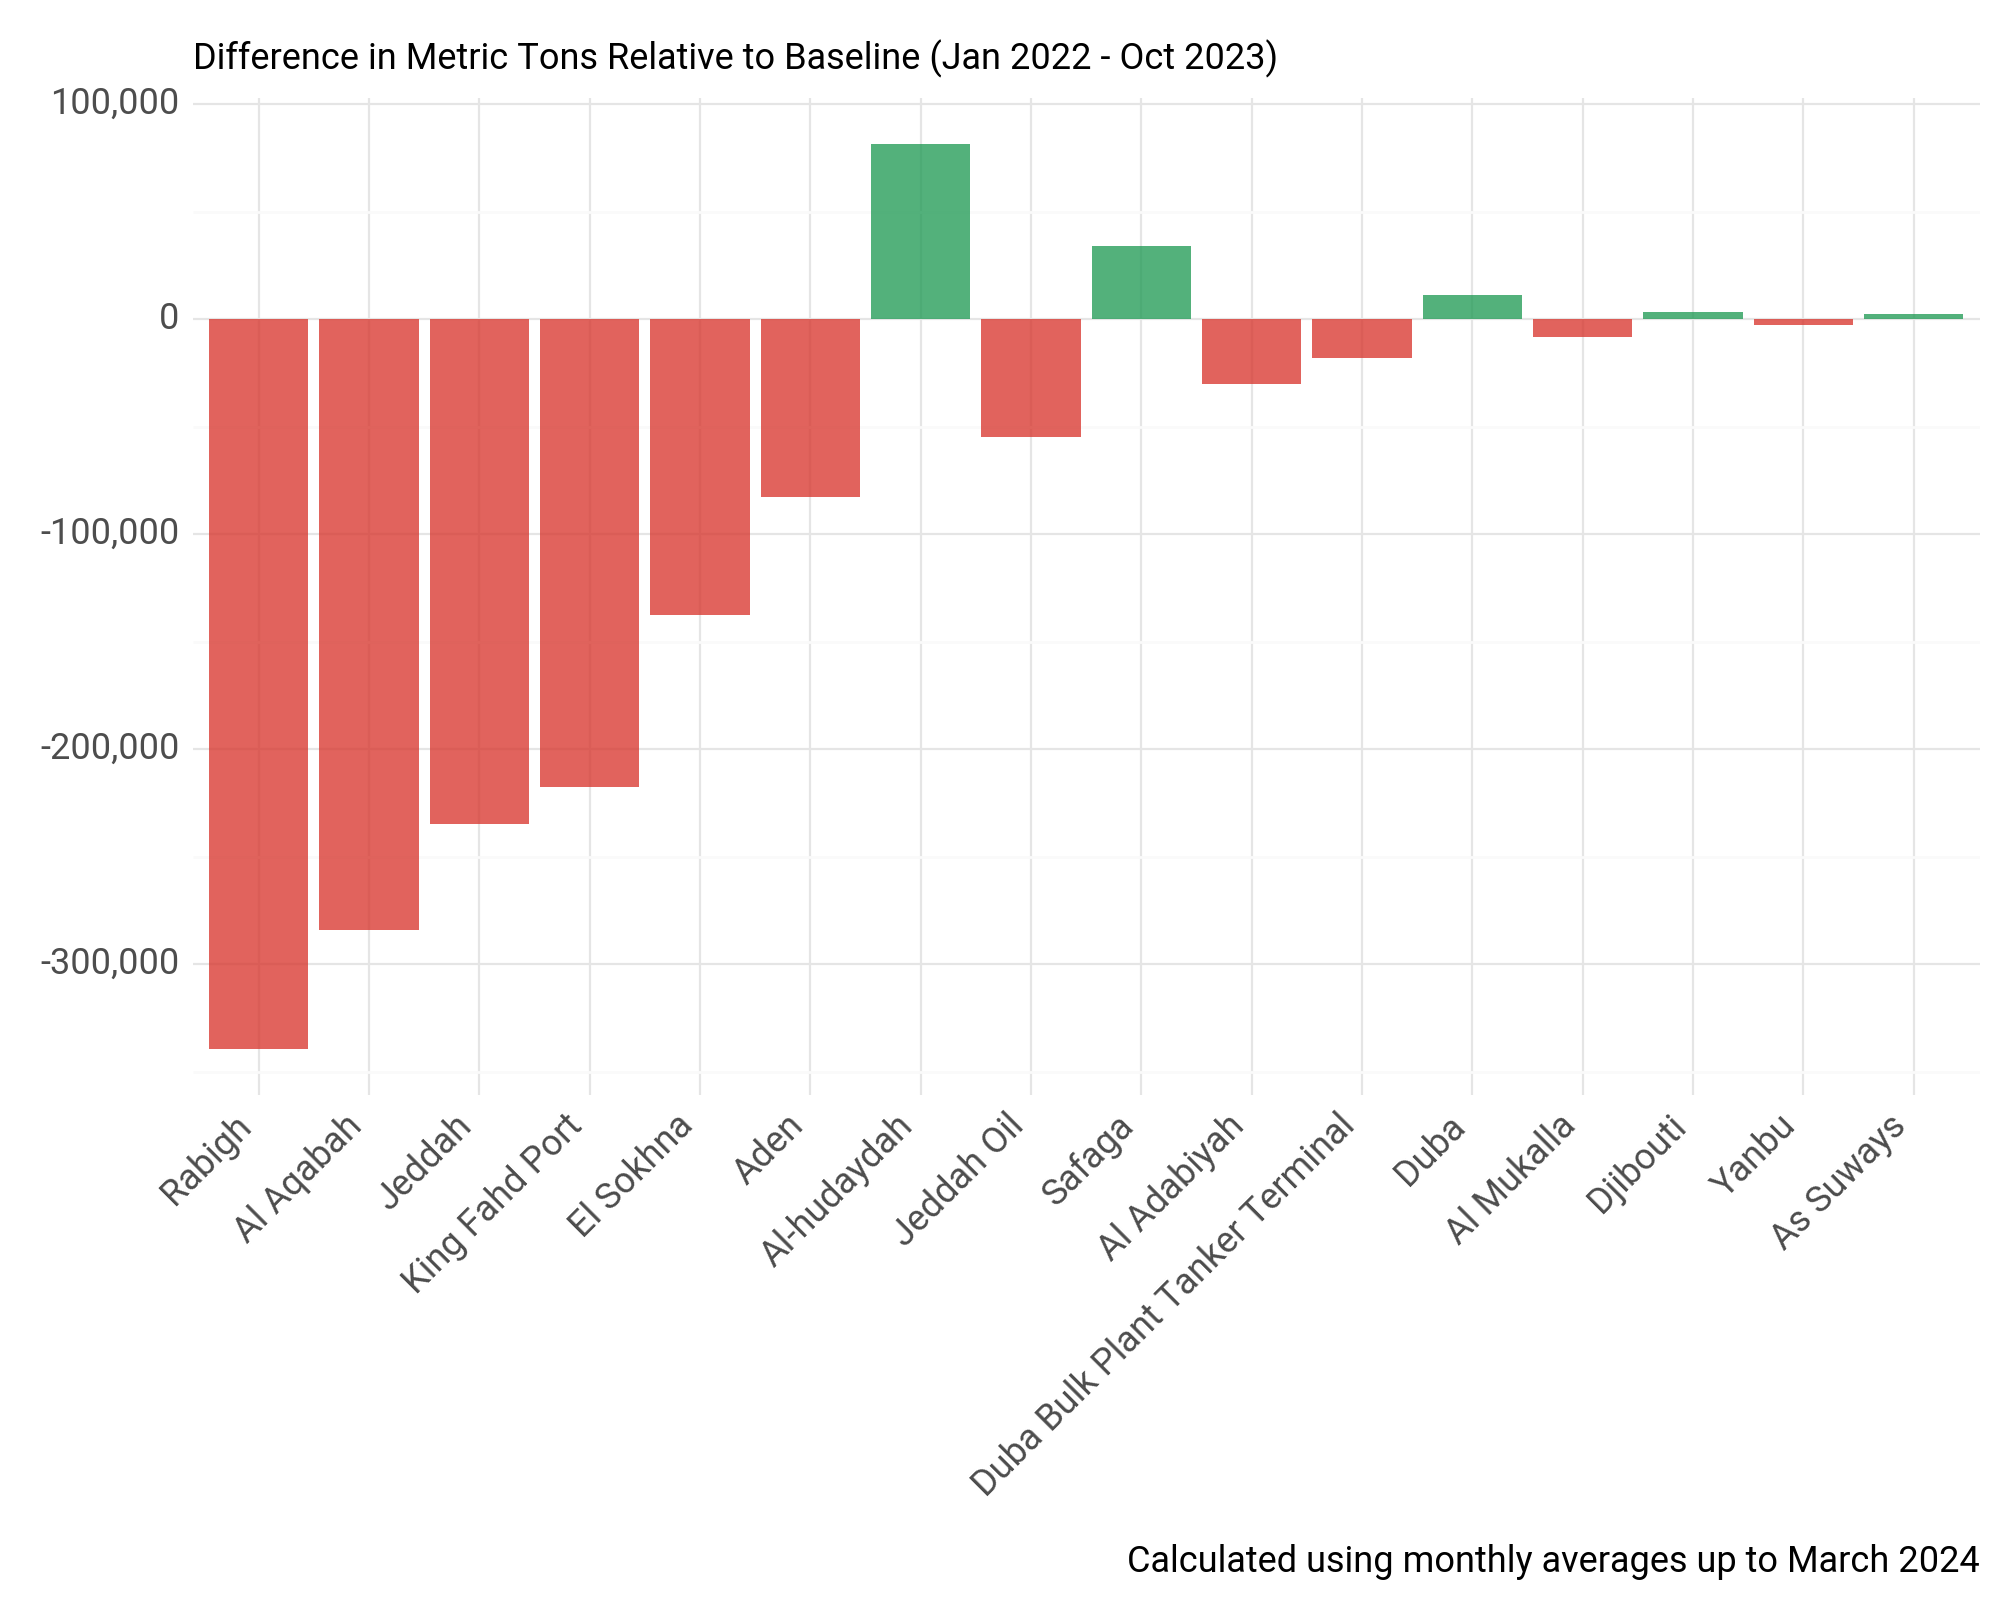 Difference in Metric Tons Relative to Baseline (Jan 2022 - Oct 2023)
100,000
0
-100,000
-200,000
-300,000
Rabigh
Al Aqabah
Jeddah
King Fahd Port
El Sokhna
Aden
Al-hudaydah
Jeddah Oil
Safaga
Al Adabiyah
Duba Bulk Plant Tanker Terminal
Duba
Al Mukalla
Djibouti
Yanbu
As Suways
Calculated using monthly averages up to March 2024